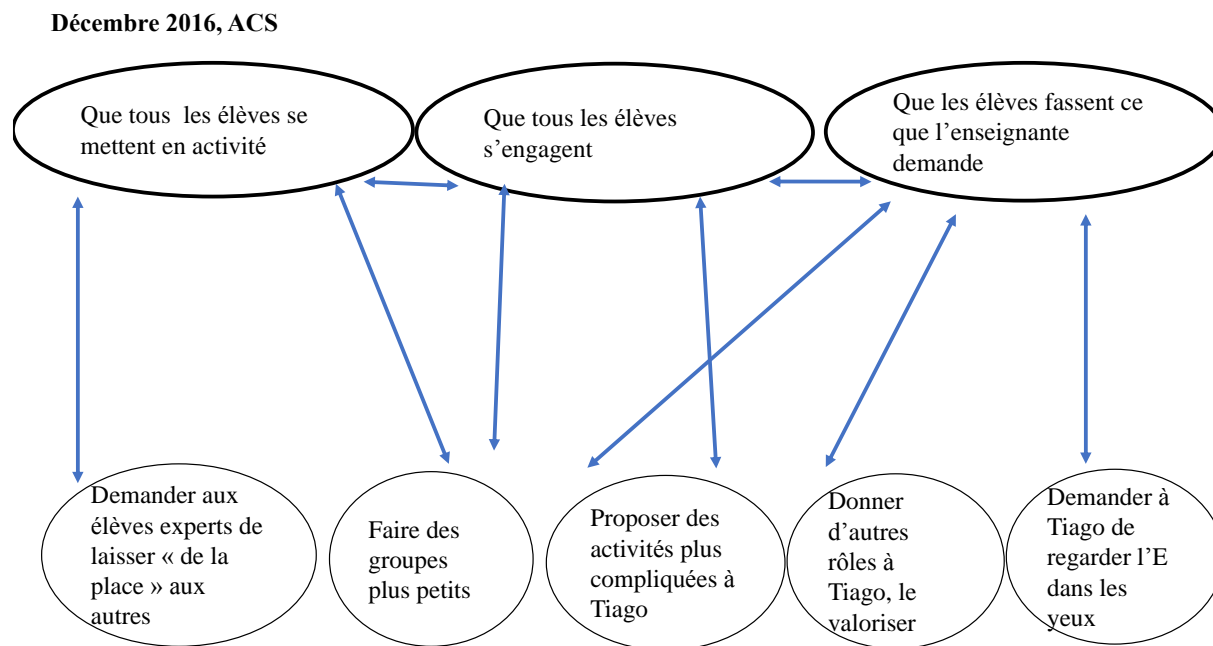 Décembre 2016, ACS
Que tous les élèves se
mettent en activité
Que tous les élèves
s’engagent
Que les élèves fassent ce
que l’enseignante
demande
Demander aux
élèves experts de
laisser « de la
place » aux
autres
Faire des
groupes
plus petits
Proposer des
activités plus
compliquées à
Tiago
Donner
d’autres
rôles à
Tiago, le
valoriser
Demander à
Tiago de
regarder l’E
dans les
yeux